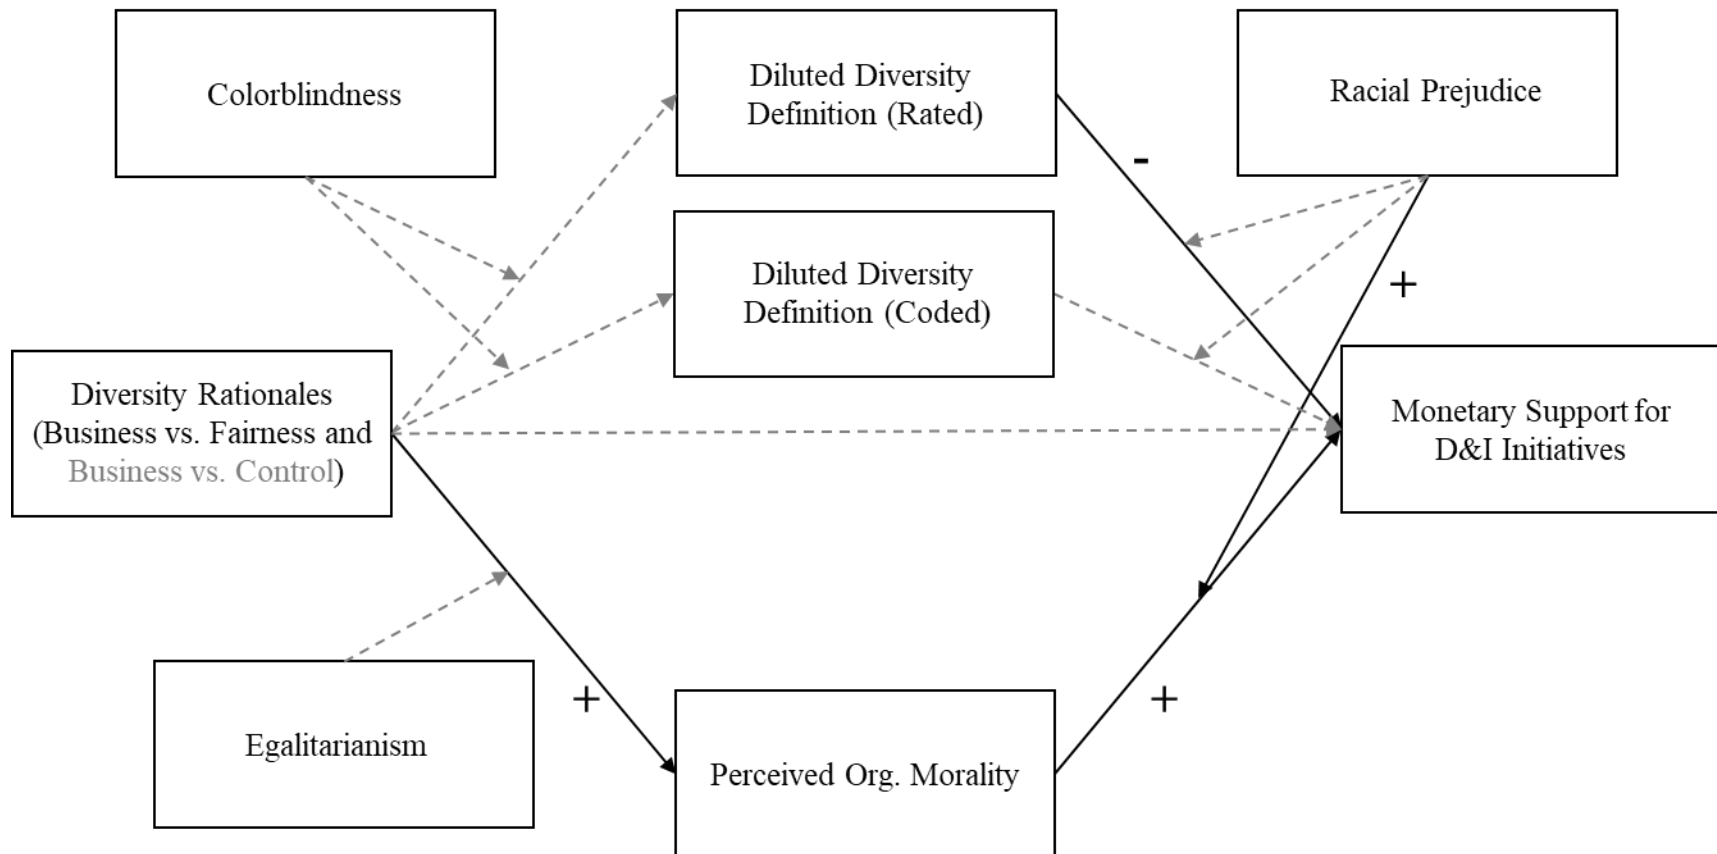 Colorblindness
Diluted Diversity
Definition (Rated)
Racial Prejudice
-
Diluted Diversity
Definition (Coded)
+
Diversity Rationales
(Business vs. Fairness and
Business vs. Control)
Monetary Support for
D&I Initiatives
+
+
Egalitarianism
Perceived Org. Morality